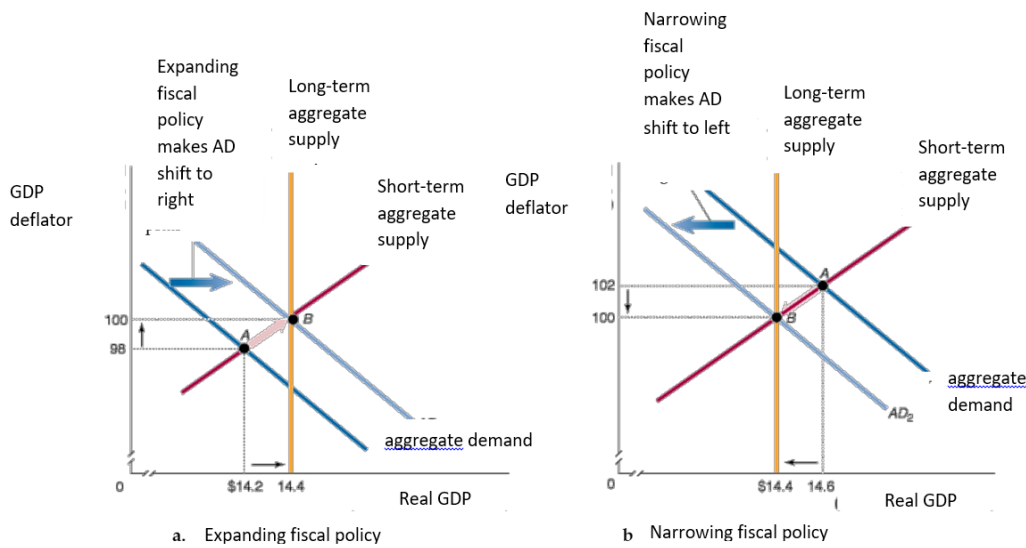 Expanding
fiscal
policy
makes AD
shift to
right
Long-term
aggregate
supply
GDP
deflator
Short-term
aggregate
supply
100
98
A
B
aggregate demand
0
$14.2
14.4
Real GDP
a. Expanding fiscal policy
Narrowing
fiscal
policy
makes AD
shift to left
Long-term
aggregate
supply
Short-term
aggregate
supply
GDP
deflator
102
100
A
B
aggregate
demand
AD2
0
$14.4
14.6
Real GDP
b Narrowing fiscal policy